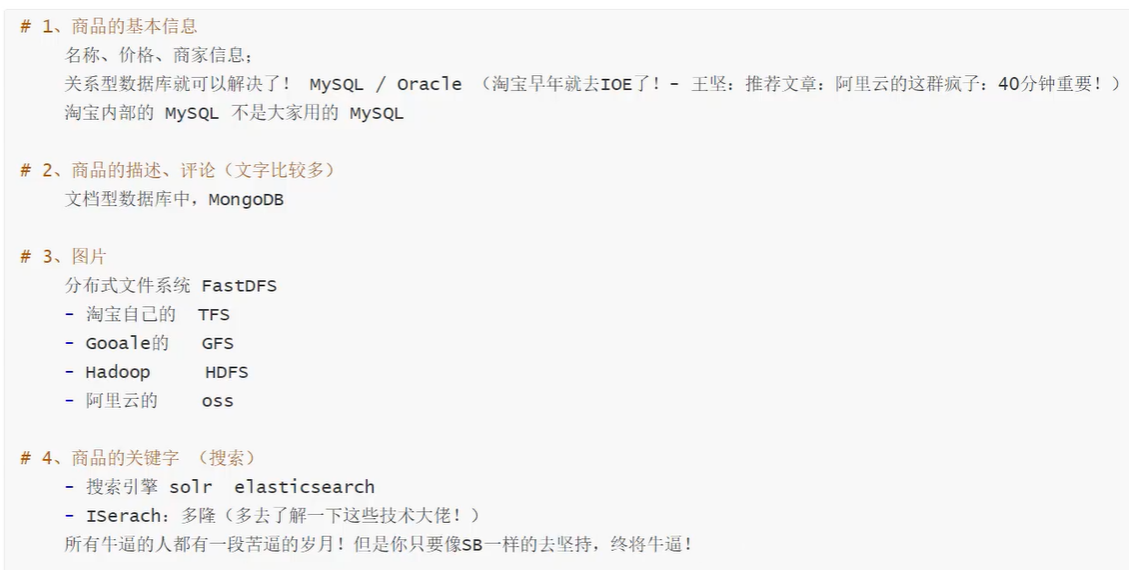 # 1、商品的基本信息
名称、价格、商家信息；
关系型数据库就可以解决了！ MySQL / Oracle （淘宝早年就去IOE了！- 王坚：推荐文章：阿里云的这群疯子：40分钟重要！）
淘宝内部的 MySQL 不是大家用的 MySQL
# 2、商品的描述、评论（文字比较多）
文档型数据库中，MongoDB
# 3、图片
分布式文件系统 FastDFS
- 淘宝自己的 TFS
- Gooale的 GFS
- Hadoop HDFS
- 阿里云的 oss
# 4、商品的关键字 （搜索）
- 搜索引擎 solr elasticsearch
- ISerach：多隆（多去了解一下这些技术大佬！）
所有牛逼的人都有一段苦逼的岁月！但是你只要像SB一样的去坚持，终将牛逼！